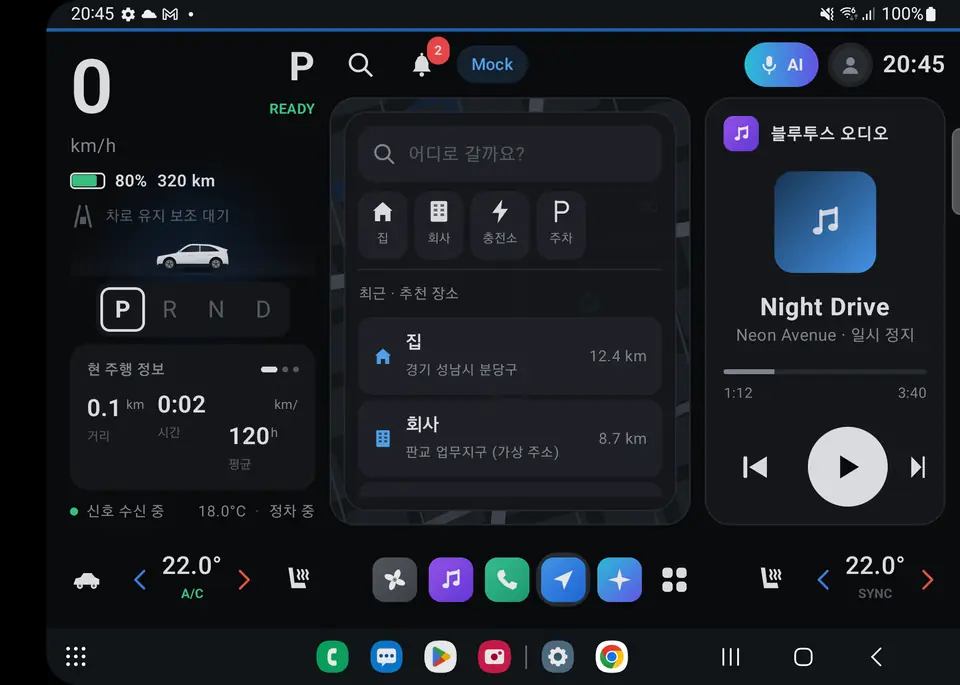 20:45 100%
0 P
READY
km/h
80% 320 km
차로 유지 보조 대기
P R N D
현 주행 정보
0.1 km 0:02 km/
거리 시간 120 h
평균
신호 수신 중 18.0°C · 정차 중
2
Mock
어디로 갈까요?
집 회사 충전소 P 주차
최근 · 추천 장소
집
경기 성남시 분당구 12.4 km
회사
판교 업무지구 (가상 주소) 8.7 km
AI 20:45
블루투스 오디오
Night Drive
Neon Avenue · 일시 정지
1:12 3:40
22.0° A/C
22.0° SYNC